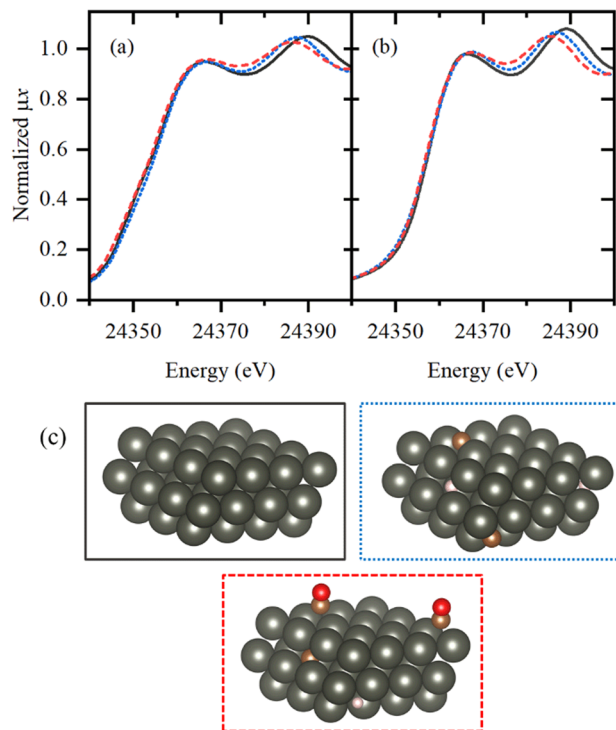 (a)
(b)
1.0
0.8
0.6
0.4
0.2
0.0
Normalized μx
24350
24370
24390
24350
24370
24390
Energy (eV)
Energy (eV)
(c)